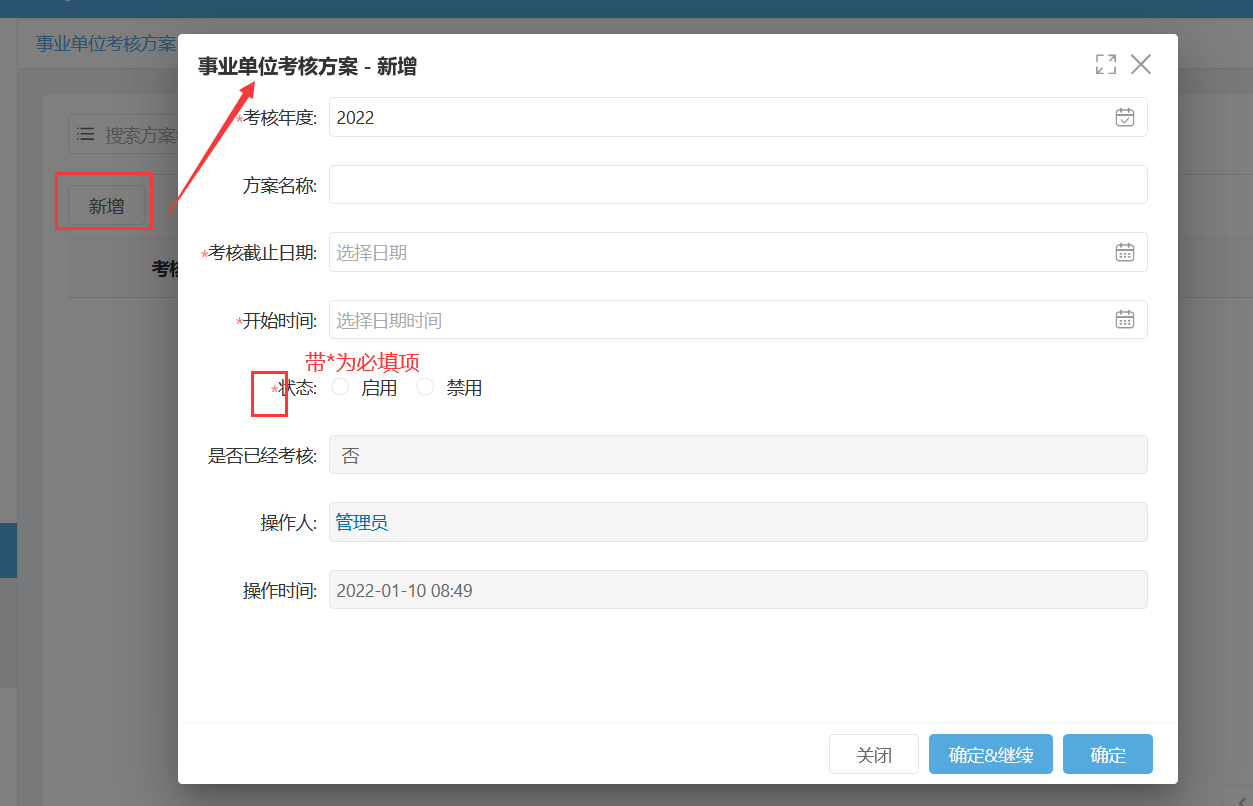 事业单位考核方案
事业单位考核方案 - 新增
*考核年度: 2022
搜索方案
方案名称:
新增
*考核截止日期: 选择日期
考核
*开始时间: 选择日期时间
带*为必填项
*状态: 启用 禁用
是否已经考核: 否
操作人: 管理员
操作时间: 2022-01-10 08:49
关闭 确定&继续 确定